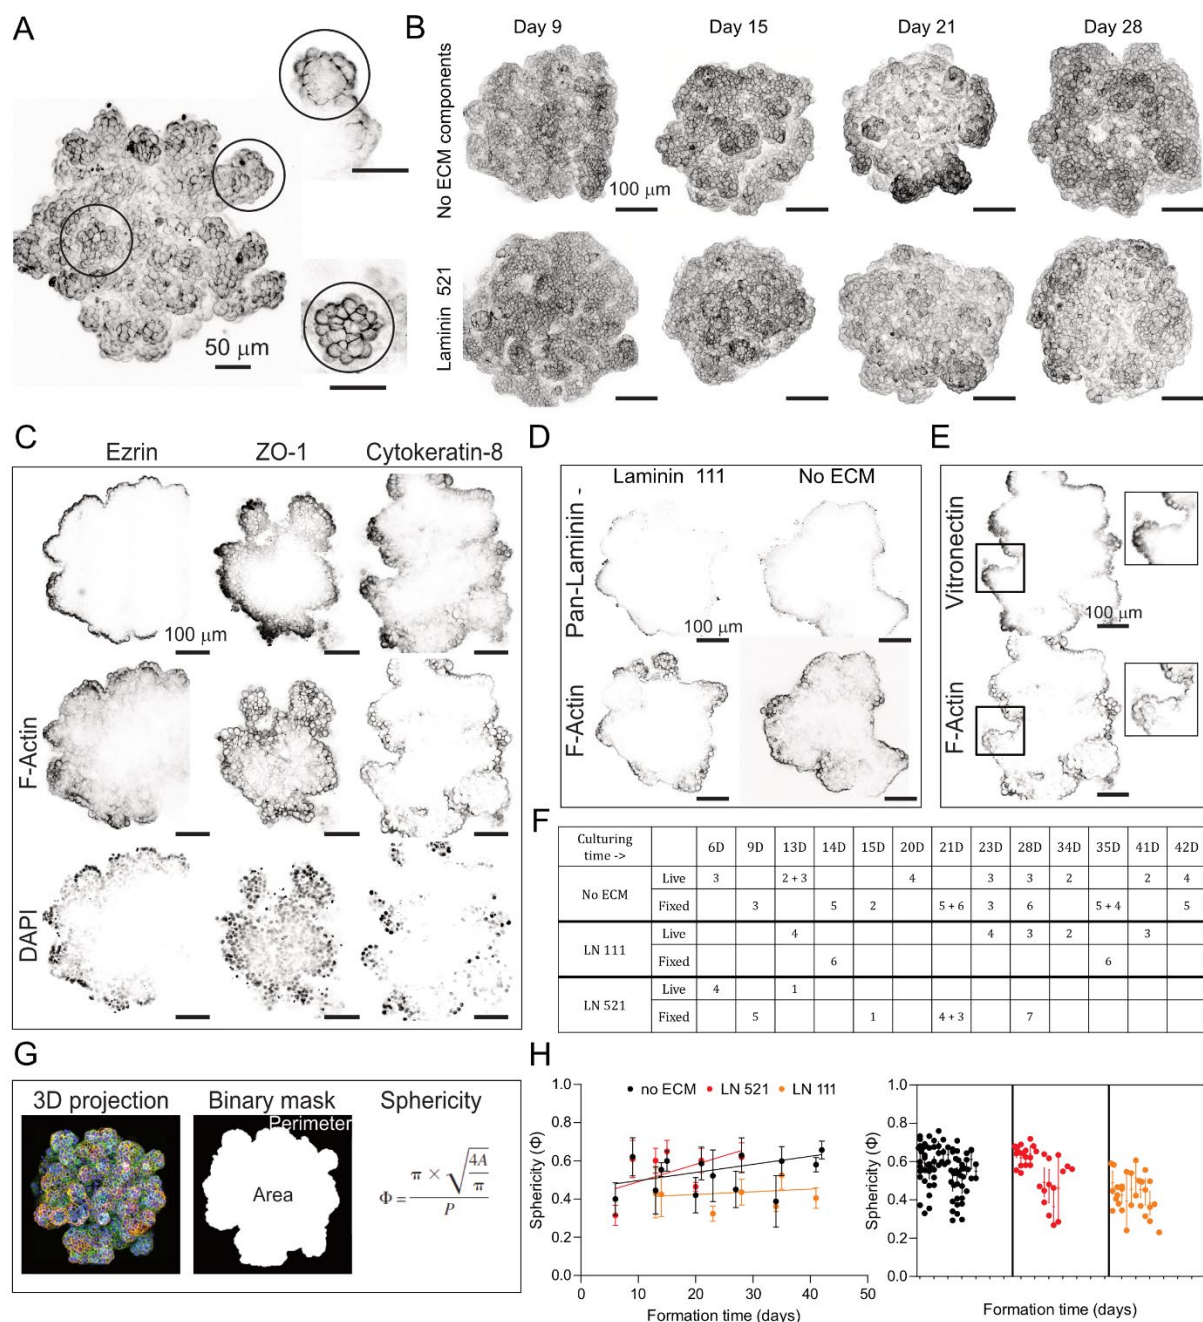 A
50 μm
B
Day 9 Day 15 Day 21 Day 28
No ECM components
100 μm
Laminin 521
C
Ezrin ZO-1 Cytokeratin-8
100 μm
F-Actin
DAPI
D
Laminin 111 No ECM
Pan-Laminin -
100 μm
F-Actin
E
Vitronectin
100 μm
F-Actin
F
Culturing time -> 6D 9D 13D 14D 15D 20D 21D 23D 28D 34D 35D 41D 42D
No ECM Live 3 2 + 3 4 3 3 2 2 4
Fixed 3 5 2 5 + 6 3 6 5 + 4 5
LN 111 Live 4 4 3 2 3
Fixed 6 6
LN 521 Live 4 1
Fixed 5 1 4 + 3 7
G
3D projection Binary mask Sphericity
Perimeter
Area
Φ = π × √(4A/π) / P
H
no ECM LN 521 LN 111
Sphericity (Φ)
1.0
0.8
0.6
0.4
0.2
0.0
0 10 20 30 40 50
Formation time (days)
Sphericity (Φ)
1.0
0.8
0.6
0.4
0.2
0.0
Formation time (days)